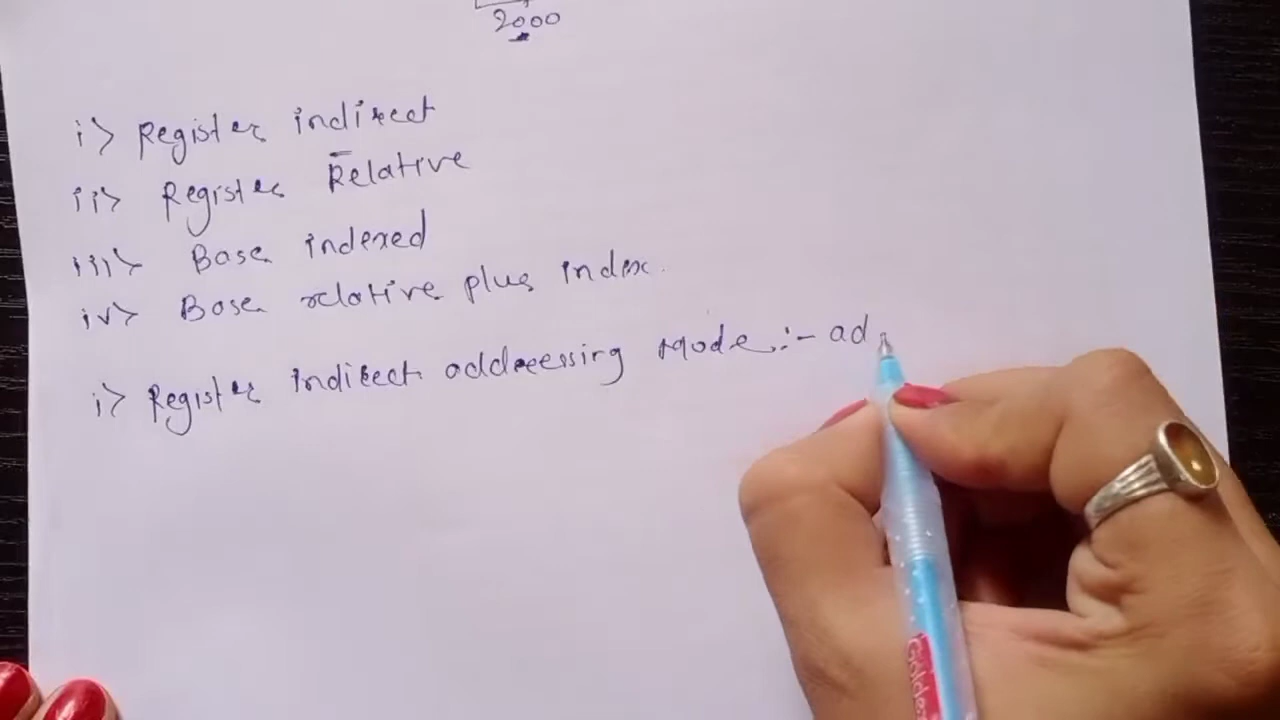 2000
i> Register indirect
ii> Register Relative
iii> Base indexed
iv> Base relative plus index.
i> Register indirect addressing Mode :- ad
Golde